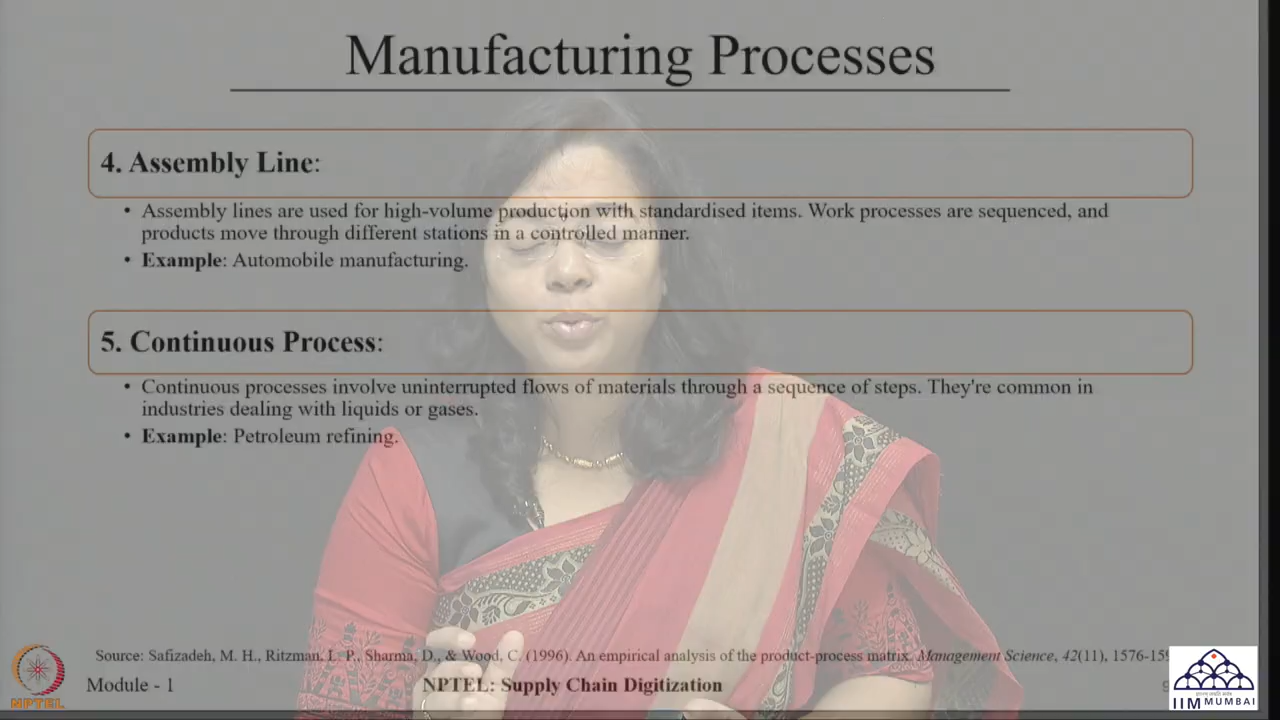 Manufacturing Processes
4. Assembly Line:
• Assembly lines are used for high-volume production with standardised items. Work processes are sequenced, and
products move through different stations in a controlled manner.
• Example: Automobile manufacturing.
5. Continuous Process:
• Continuous processes involve uninterrupted flows of materials through a sequence of steps. They're common in
industries dealing with liquids or gases.
• Example: Petroleum refining.
Source: Safizadeh, M. H., Ritzman, L. P., Sharma, D., & Wood, C. (1996). An empirical analysis of the product-process matrix. Management Science, 42(11),
NPTEL
Module - 1
NPTEL: Supply Chain Digitization
IIM MUMBAI